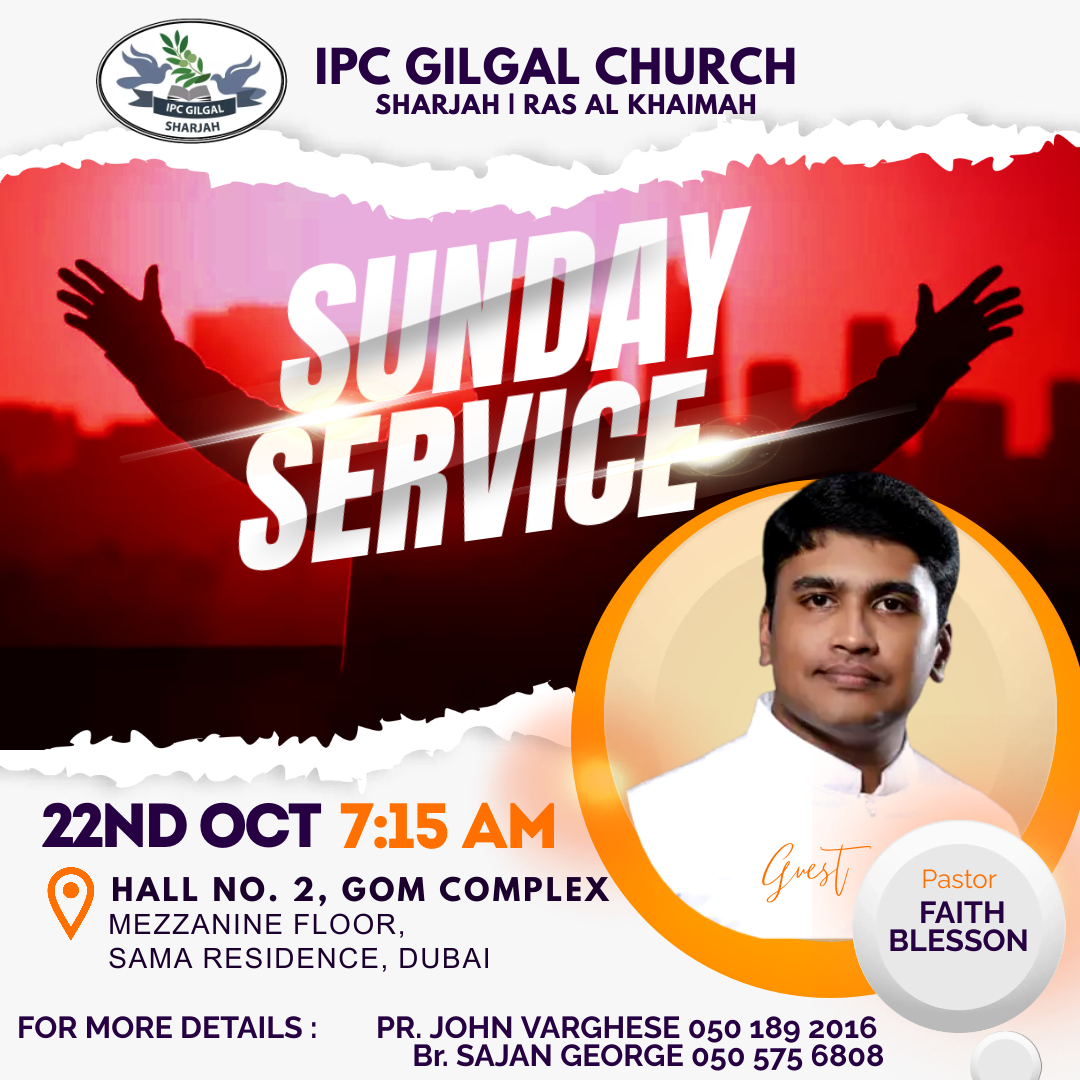 IPC GILGAL
SHARJAH
IPC GILGAL CHURCH
SHARJAH | RAS AL KHAIMAH
SUNDAY
SERVICE
22ND OCT 7:15 AM
HALL NO. 2, GOM COMPLEX
MEZZANINE FLOOR,
SAMA RESIDENCE, DUBAI
Guest
Pastor
FAITH
BLESSON
FOR MORE DETAILS : PR. JOHN VARGHESE 050 189 2016
Br. SAJAN GEORGE 050 575 6808